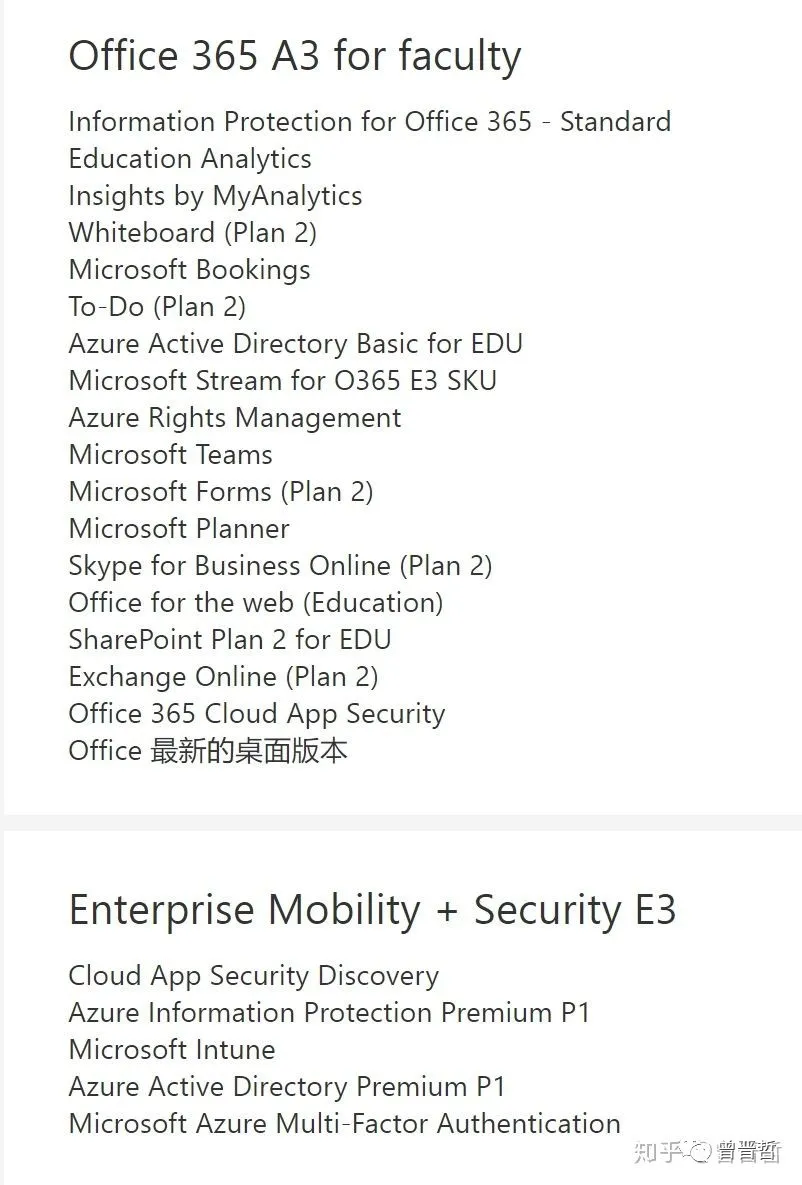 Office 365 A3 for faculty
Information Protection for Office 365 - Standard
Education Analytics
Insights by MyAnalytics
Whiteboard (Plan 2)
Microsoft Bookings
To-Do (Plan 2)
Azure Active Directory Basic for EDU
Microsoft Stream for O365 E3 SKU
Azure Rights Management
Microsoft Teams
Microsoft Forms (Plan 2)
Microsoft Planner
Skype for Business Online (Plan 2)
Office for the web (Education)
SharePoint Plan 2 for EDU
Exchange Online (Plan 2)
Office 365 Cloud App Security
Office 最新的桌面版本
Enterprise Mobility + Security E3
Cloud App Security Discovery
Azure Information Protection Premium P1
Microsoft Intune
Azure Active Directory Premium P1
Microsoft Azure Multi-Factor Authentication
知乎 曾晋哲